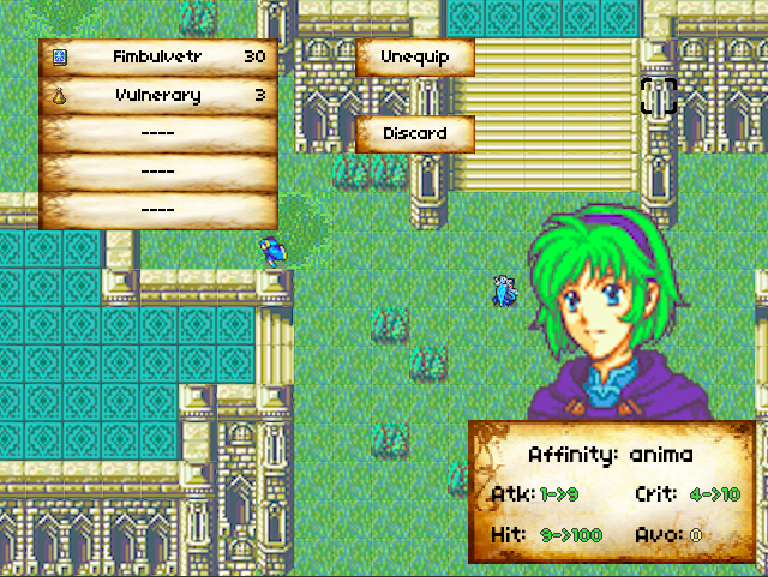 Fimbulvetr 30
Vulnerary 3
----
----
----
Unequip
Discard
Affinity: anima
Atk: 1->9 Crit: 4->10
Hit: 9->100 Avo: 0